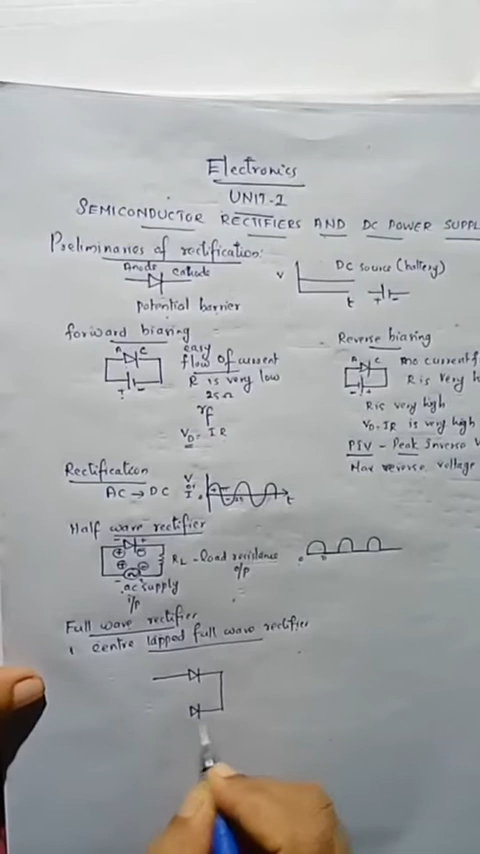 Electronics
UNIT-I
SEMICONDUCTOR RECTIFIERS AND DC POWER SUPPL
Preliminaries of rectification:
Anode cathode
potential barrier
V
t
DC source (battery)
+ -
forward biasing
A C
+ -
easy
flow of current
R is very low
25Ω
rf
VD = IR
Reverse biasing
A C
no current f
R is very h
R is very high
VD = IR is very high
PIV - Peak Inverse V
Max reverse voltage
Rectification
AC → DC
V
or
I
t
Half wave rectifier
RL - load resistance
o/p
ac supply
i/p
Full wave rectifier
1 centre tapped full wave rectifier